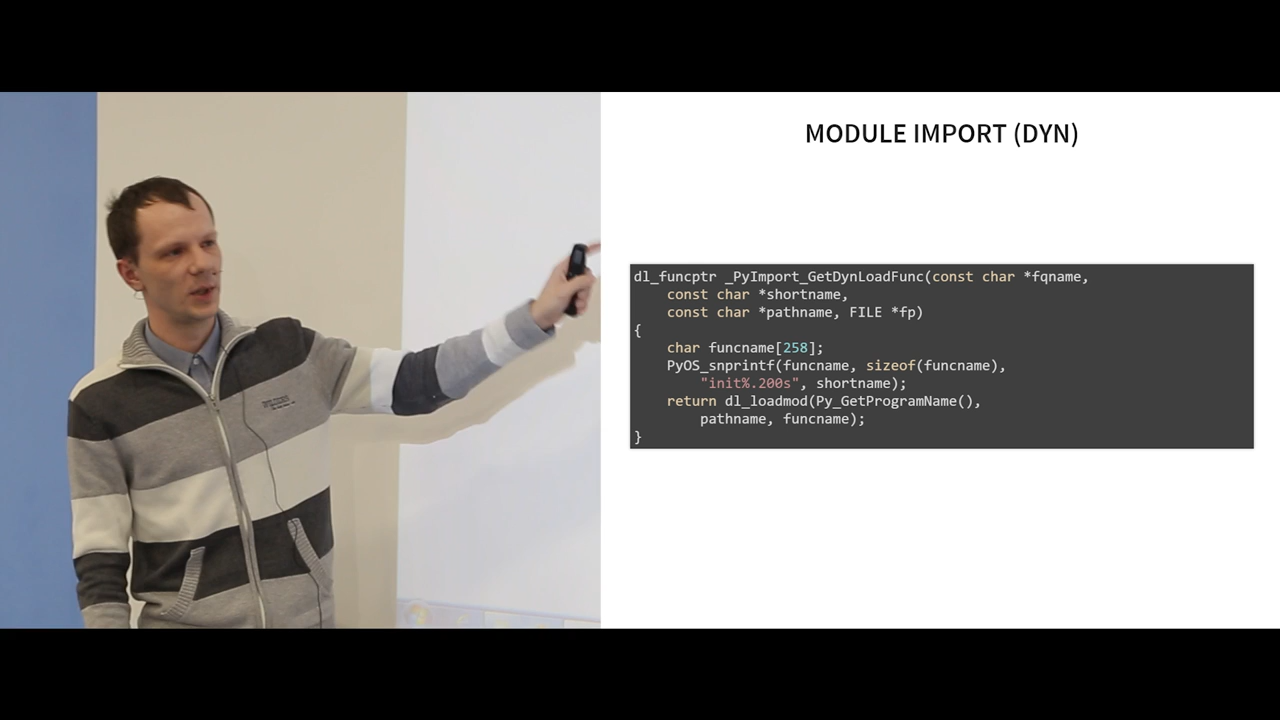 MODULE IMPORT (DYN)
dl_funcptr _PyImport_GetDynLoadFunc(const char *fqname,
    const char *shortname,
    const char *pathname, FILE *fp)
{
    char funcname[258];
    PyOS_snprintf(funcname, sizeof(funcname),
        "init%.200s", shortname);
    return dl_loadmod(Py_GetProgramName(),
        pathname, funcname);
}